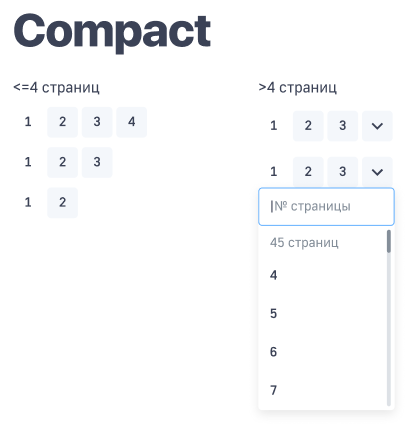 Compact
<=4 страниц
1 2 3 4
1 2 3
1 2
>4 страниц
1 2 3
1 2 3
№ страницы
45 страниц
4
5
6
7